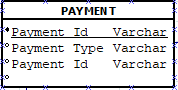 PAYMENT
Payment Id Varchar
Payment Type Varchar
Payment Id Varchar